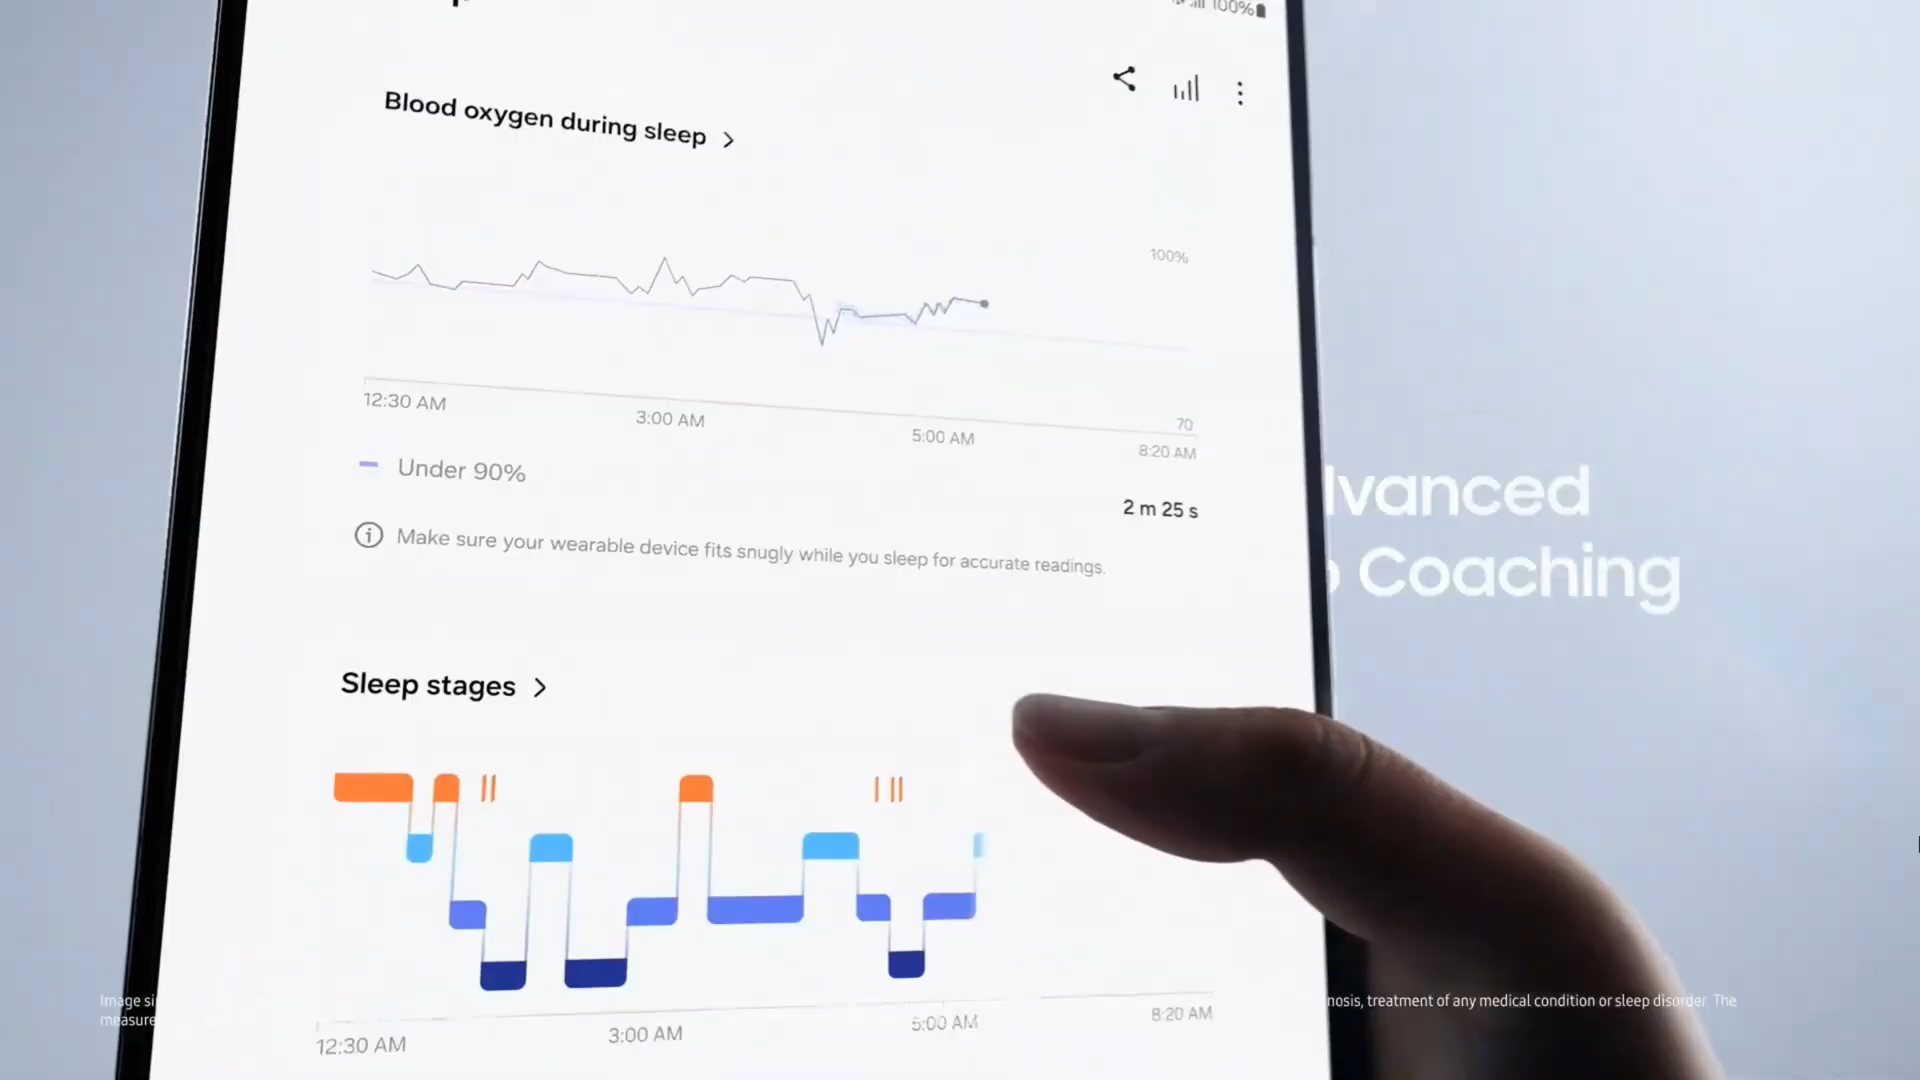 100%
Blood oxygen during sleep
100%
70
12:30 AM
3:00 AM
5:00 AM
8:20 AM
Under 90%
2 m 25 s
Make sure your wearable device fits snugly while you sleep for accurate readings.
Coaching
Sleep stages
12:30 AM
3:00 AM
5:00 AM
8:20 AM
Image
treatment of any medical condition or sleep disorder. The